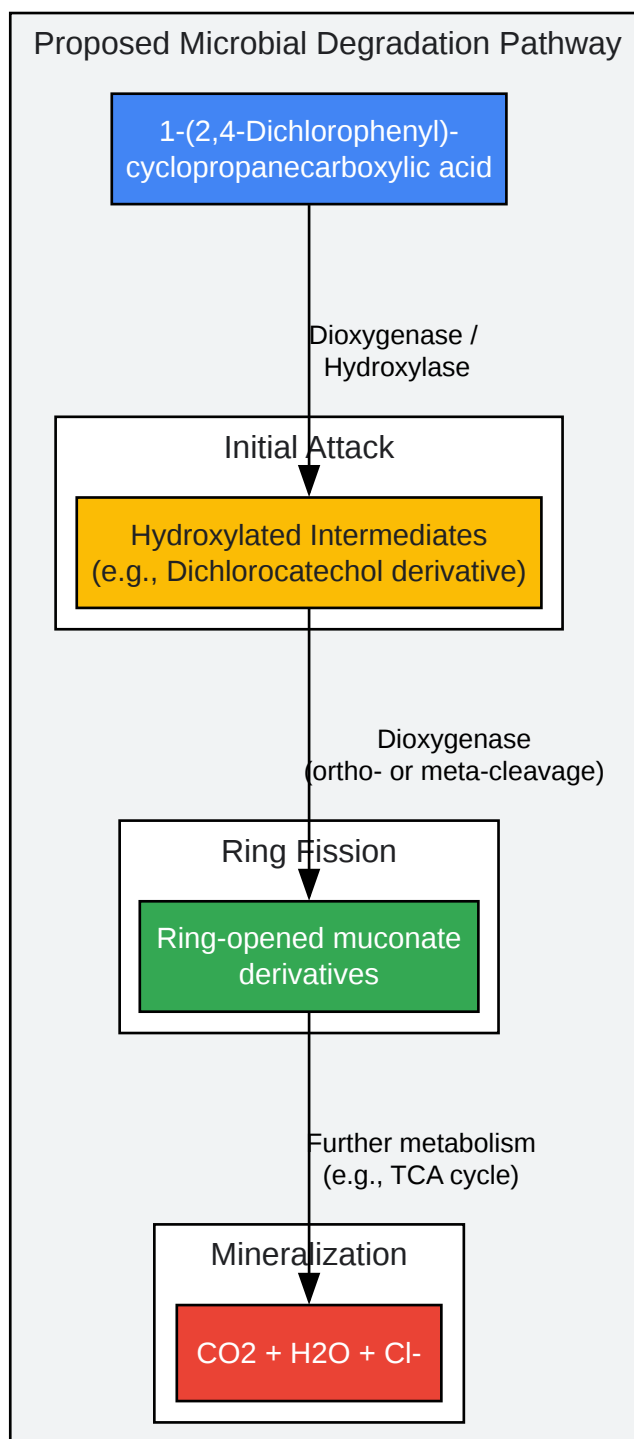 Proposed Microbial Degradation Pathway
1-(2,4-Dichlorophenyl)-
cyclopropanecarboxylic acid
Dioxygenase /
Hydroxylase
Initial Attack
Hydroxylated Intermediates
(e.g., Dichlorocatechol derivative)
Dioxygenase
(ortho- or meta-cleavage)
Ring Fission
Ring-opened muconate
derivatives
Further metabolism
(e.g., TCA cycle)
Mineralization
CO2 + H2O + Cl-